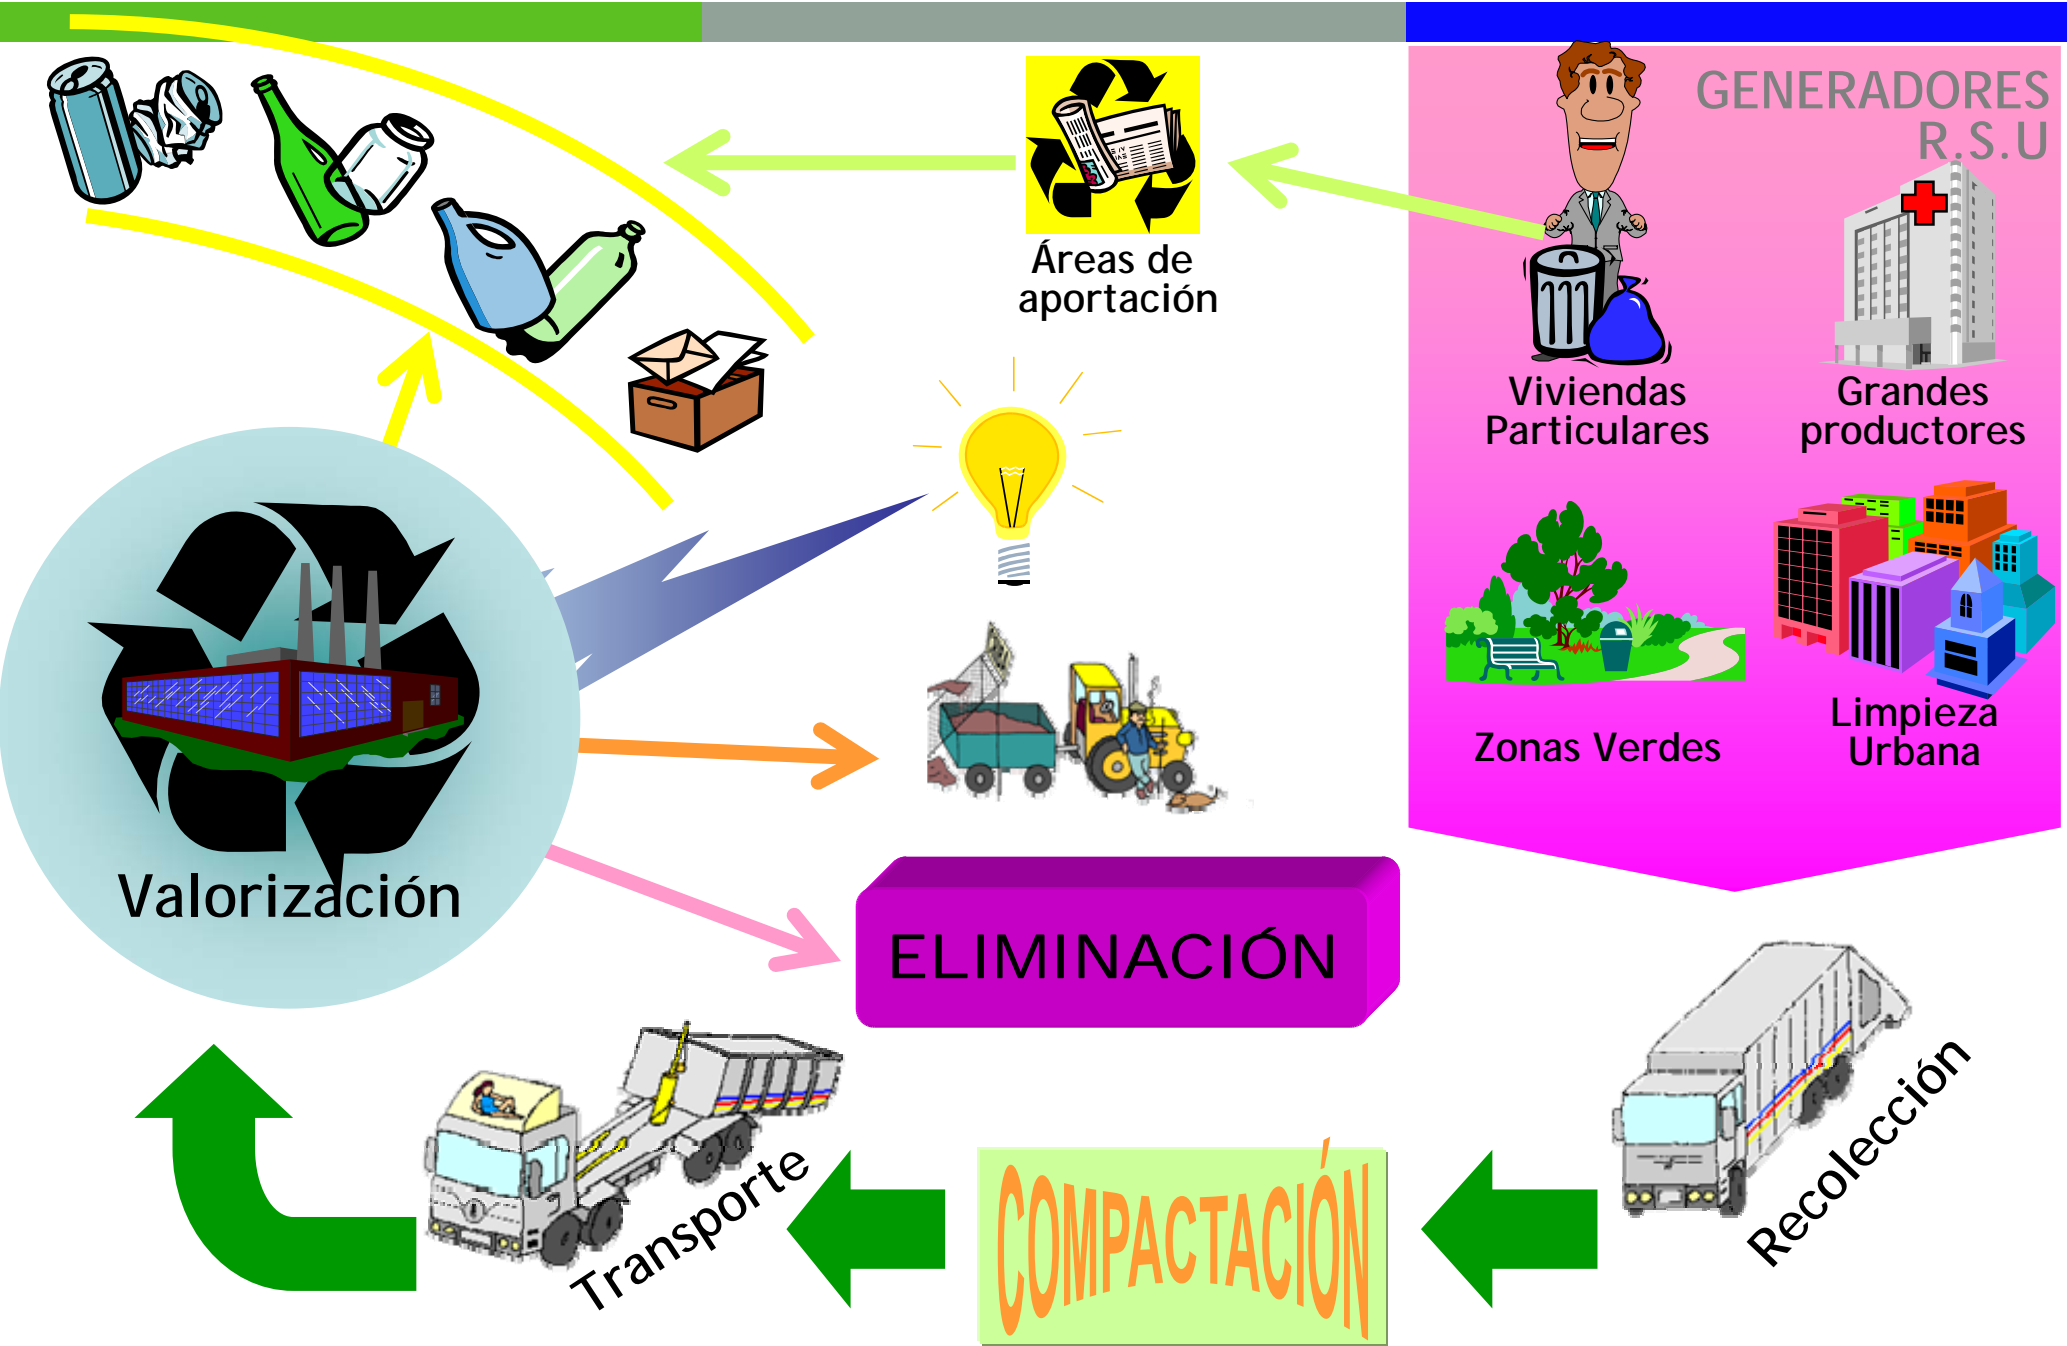 GENERADORES
R.S.U
Áreas de
aportación
Viviendas
Particulares
Grandes
productores
Zonas Verdes
Limpieza
Urbana
Valorización
ELIMINACIÓN
Recolección
COMPACTACIÓN
Transporte